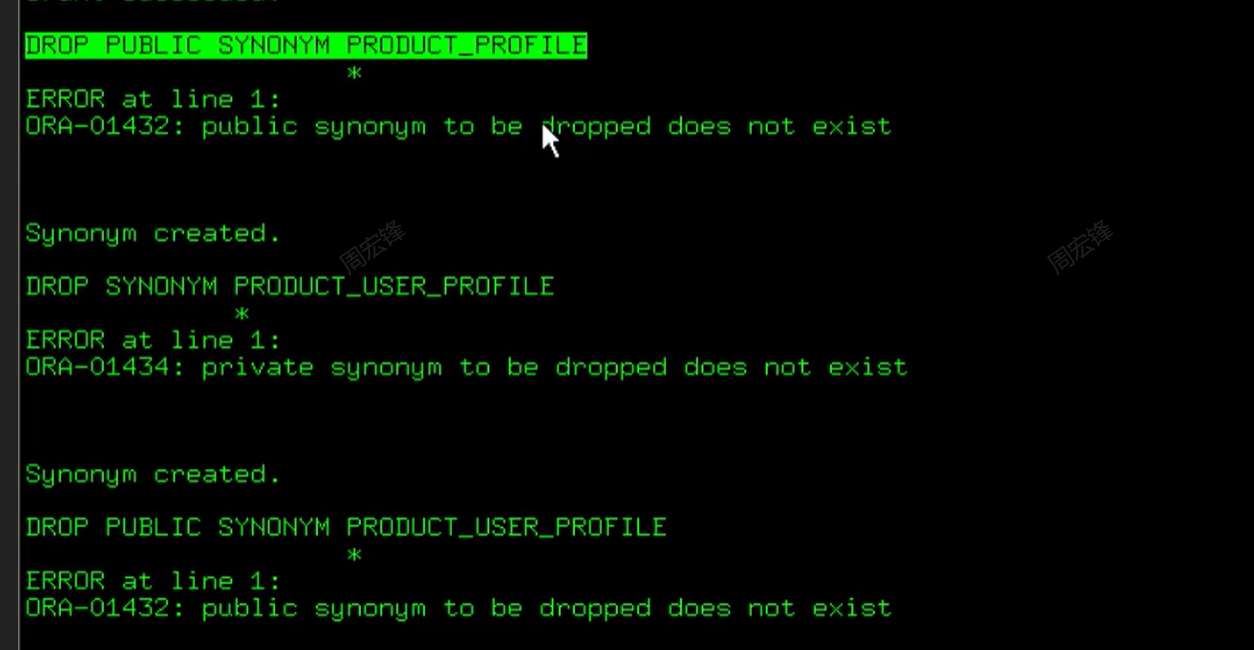 DROP PUBLIC SYNONYM PRODUCT_PROFILE
*
ERROR at line 1:
ORA-01432: public synonym to be dropped does not exist
Synonym created.
周宏锋
周宏锋
DROP SYNONYM PRODUCT_USER_PROFILE
*
ERROR at line 1:
ORA-01434: private synonym to be dropped does not exist
Synonym created.
DROP PUBLIC SYNONYM PRODUCT_USER_PROFILE
*
ERROR at line 1:
ORA-01432: public synonym to be dropped does not exist